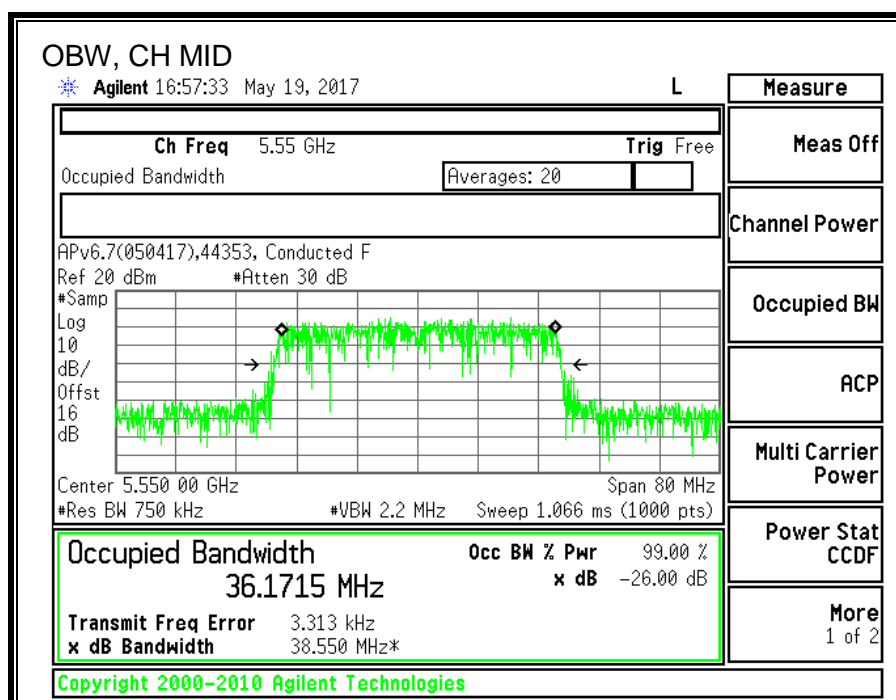 OBW, CH MID
Agilent 16:57:33 May 19, 2017 L
Measure
Ch Freq 5.55 GHz Trig Free
Occupied Bandwidth Averages: 20
APv6.7(050417),44353, Conducted F
Ref 20 dBm #Atten 30 dB
#Samp
Log
10
dB/
Offst
16
dB
Center 5.550 00 GHz Span 80 MHz
#Res BW 750 kHz #VBW 2.2 MHz Sweep 1.066 ms (1000 pts)
Occupied Bandwidth
36.1715 MHz
Occ BW % Pwr 99.00 %
x dB -26.00 dB
Transmit Freq Error 3.313 kHz
x dB Bandwidth 38.550 MHz*
Copyright 2000-2010 Agilent Technologies
Meas Off
Channel Power
Occupied BW
ACP
Multi Carrier
Power
Power Stat
CCDF
More
1 of 2